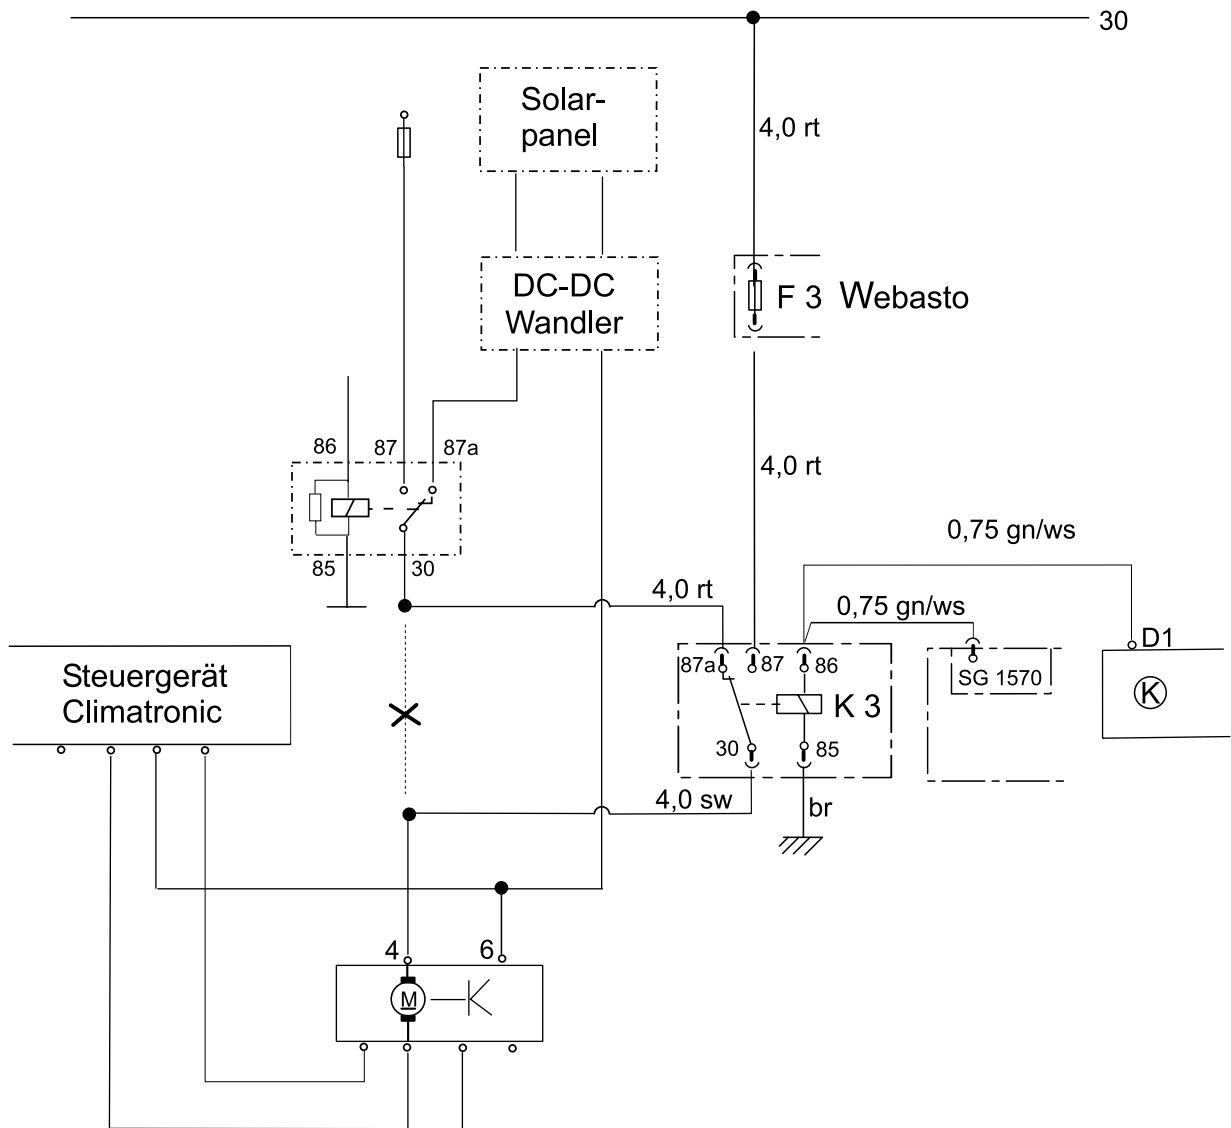 30
Solar-
panel
4,0 rt
DC-DC
Wandler
F 3 Webasto
86 87 87a
4,0 rt
0,75 gn/ws
85 30
4,0 rt
0,75 gn/ws
D1
Steuergerät
Climatronic
87a 87 86
SG 1570
K
K 3
30 85
4,0 sw
br
4 6
M